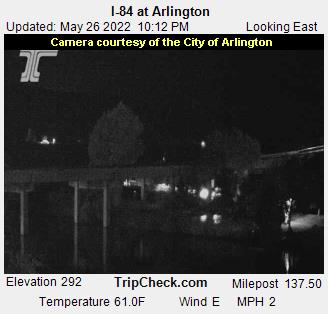 I-84 at Arlington
Updated: May 26 2022 10:12 PM Looking East
Camera courtesy of the City of Arlington
Elevation 292 TripCheck.com Milepost 137.50
Temperature 61.0F Wind E MPH 2